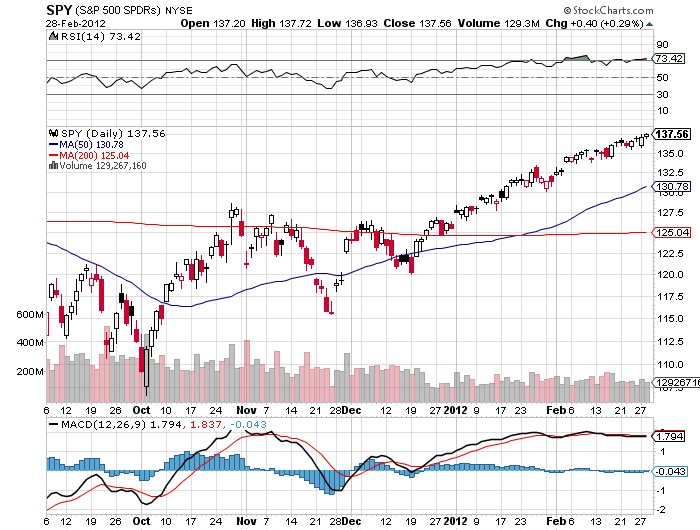 SPY (S&P 500 SPDRs) NYSE © StockCharts.com
28-Feb-2012 Open 137.20 High 137.72 Low 136.93 Close 137.56 Volume 129.3M Chg +0.40 (+0.29%)
RSI(14) 73.42
90
73.42
50
30
10
SPY (Daily) 137.56
MA(50) 130.78
MA(200) 125.04
Volume 129,267,160
137.56
135.0
130.78
127.5
125.04
122.5
120.0
117.5
115.0
112.5
110.0
12926716
600M
400M
200M
6 12 19 26 Oct 10 17 24 Nov 7 14 21 28 Dec 12 19 27 2012 9 17 23 Feb 6 13 21 27
MACD(12,26,9) 1.794, 1.837, -0.043
1.794
1
-0.043
-1
-2
6 12 19 26 Oct 10 17 24 Nov 7 14 21 28 Dec 12 19 27 2012 9 17 23 Feb 6 13 21 27